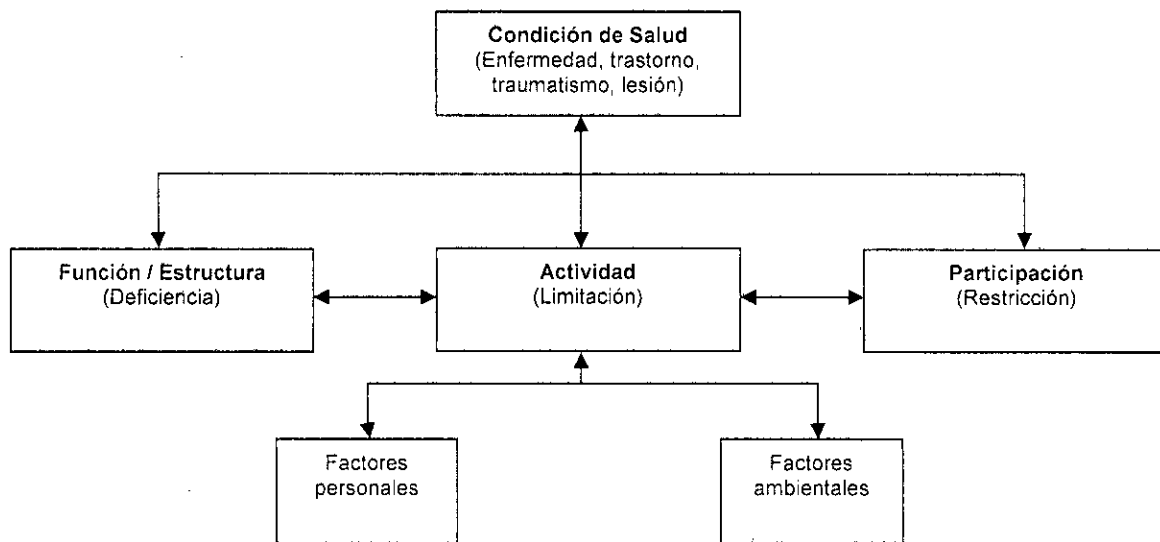 Condición de Salud
(Enfermedad, trastorno,
traumatismo, lesión)
Función / Estructura
(Deficiencia)
Actividad
(Limitación)
Participación
(Restricción)
Factores
personales
Factores
ambientales